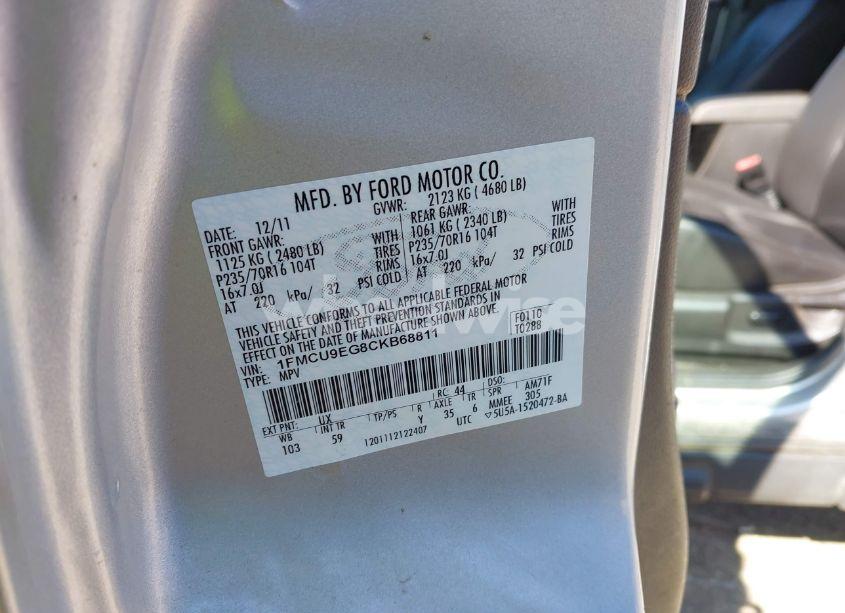 MFD. BY FORD MOTOR CO.
DATE: 12/11 GVWR: 2123 KG ( 4680 LB)
FRONT GAWR: REAR GAWR:
1125 KG ( 2480 LB) WITH 1061 KG ( 2340 LB) WITH
P235/70R16 104T TIRES P235/70R16 104T TIRES
16x7.0J RIMS 16x7.0J RIMS
AT 220 kPa/ 32 PSI COLD AT 220 kPa/ 32 PSI COLD
THIS VEHICLE CONFORMS TO ALL APPLICABLE FEDERAL MOTOR
VEHICLE SAFETY AND THEFT PREVENTION STANDARDS IN
EFFECT ON THE DATE OF MANUFACTURE SHOWN ABOVE.
VIN: 1FMCU9EG8CKB68811
TYPE: MPV
F0110
T0288
RC: 44 DSO:
EXT PNT: UX AXLE TR SPR AM71F
WB INT TR TP/PS R 35 6 MMEE 305
103 59 Y UTC ▽5U5A-1520472-BA
1201112122407
wheelwise